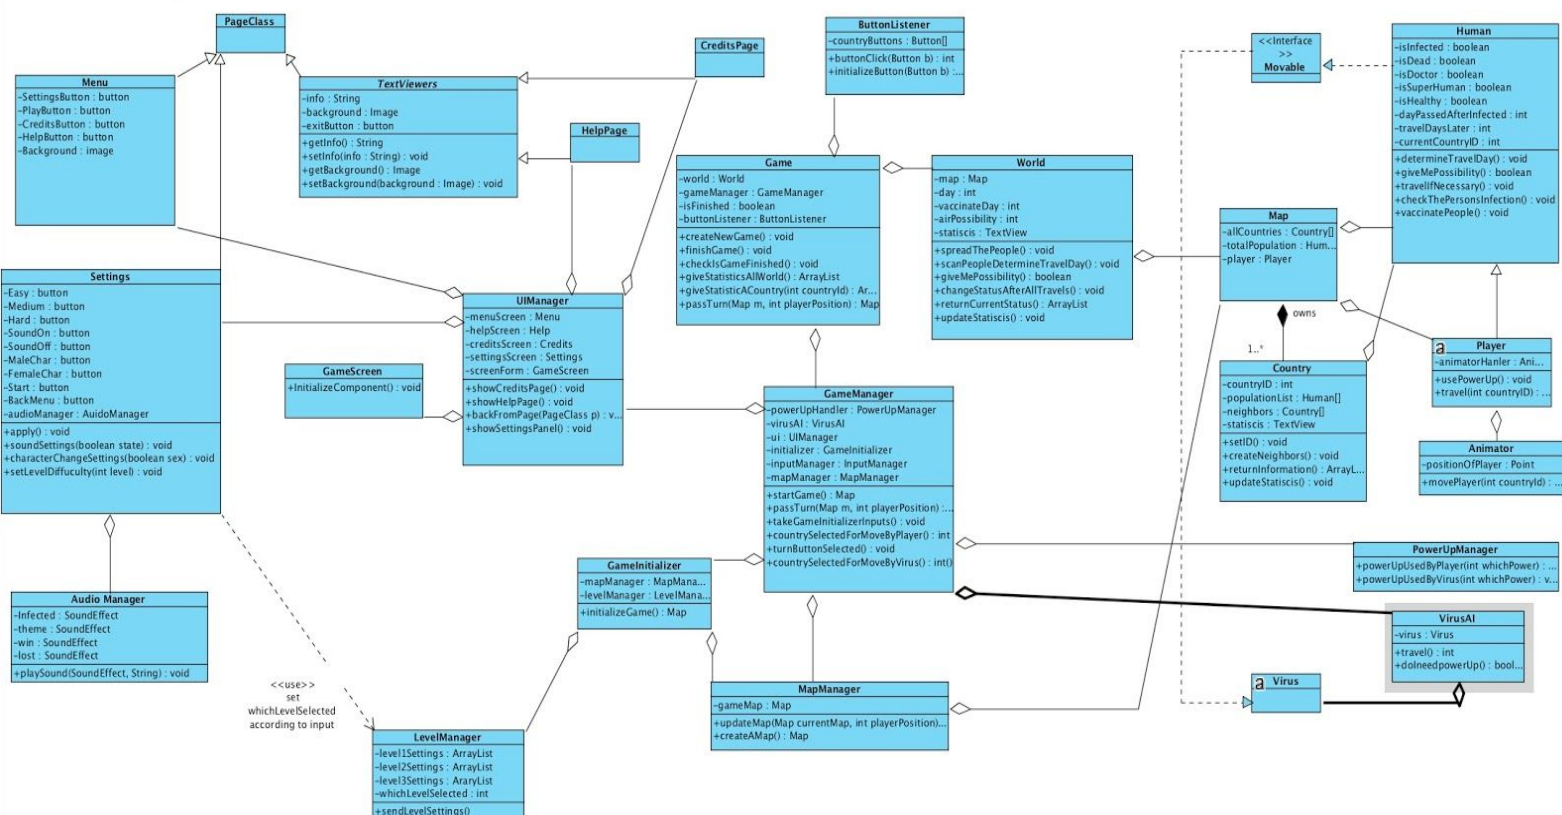 PageClass
Menu
-SettingsButton : button
-PlayButton : button
-CreditsButton : button
-HelpButton : button
-Background : image
TextViewers
-info : String
-background : Image
-exitButton : button
+getInfo() : String
+setInfo(info : String) : void
+getBackground() : Image
+setBackground(background : Image) : void
CreditsPage
HelpPage
ButtonListener
-countryButtons : Button[]
+buttonClick(Button b) : int
+initializeButton(Button b) :...
<<Interface
>>
Movable
Human
-isInfected : boolean
-isDead : boolean
-isDoctor : boolean
-isSuperHuman : boolean
-isHealthy : boolean
-dayPassedAfterInfected : int
-travelDaysLater : int
-currentCountryID : int
+determineTravelDay() : void
+giveMePossibility() : boolean
+travelIfNecessary() : void
+checkThePersonsInfection() : void
+vaccinatePeople() : void
Game
-world : World
-gameManager : GameManager
-isFinished : boolean
-buttonListener : ButtonListener
+createNewGame() : void
+finishGame() : void
+checkIsGameFinished() : void
+giveStatisticsAllWorld() : ArrayList
+giveStatisticACountry(int countryId) : Ar...
+passTurn(Map m, int playerPosition) : Map
World
-map : Map
-day : int
-vaccinateDay : int
-airPossibility : int
-statiscis : TextView
+spreadThePeople() : void
+scanPeopleDetermineTravelDay() : void
+giveMePossibility() : boolean
+changeStatusAfterAllTravels() : void
+returnCurrentStatus() : ArrayList
+updateStatiscis() : void
Map
-allCountries : Country[]
-totalPopulation : Hum...
-player : Player
owns
1..*
Settings
-Easy : button
-Medium : button
-Hard : button
-SoundOn : button
-SoundOff : button
-MaleChar : button
-FemaleChar : button
-Start : button
-BackMenu : button
-audioManager : AuidoManager
+apply() : void
+soundSettings(boolean state) : void
+characterChangeSettings(boolean sex) : void
+setLevelDiffuculty(int level) : void
UIManager
-menuScreen : Menu
-helpScreen : Help
-creditsScreen : Credits
-settingsScreen : Settings
-screenForm : GameScreen
+showCreditsPage() : void
+showHelpPage() : void
+backFromPage(PageClass p) : v...
+showSettingsPanel() : void
GameScreen
+InitializeComponent() : void
a Player
-animatorHanler : Ani...
+usePowerUp() : void
+travel(int countryID) : ...
Country
-countryID : int
-populationList : Human[]
-neighbors : Country[]
-statiscis : TextView
+setID() : void
+createNeighbors() : void
+returnInformation() : ArrayL...
+updateStatiscis() : void
Animator
-positionOfPlayer : Point
+movePlayer(int countryId) : ...
GameManager
-powerUpHandler : PowerUpManager
-virusAI : VirusAI
-ui : UIManager
-initializer : GameInitializer
-inputManager : InputManager
-mapManager : MapManager
+startGame() : Map
+passTurn(Map m, int playerPosition) :...
+takeGameInitializerInputs() : void
+countrySelectedForMoveByPlayer() : int
+turnButtonSelected() : void
+countrySelectedForMoveByVirus() : int()
PowerUpManager
+powerUpUsedByPlayer(int whichPower) : ...
+powerUpUsedByVirus(int whichPower) : v...
GameInitializer
-mapManager : MapMana...
-levelManager : LevelMana...
+initializeGame() : Map
Audio Manager
-Infected : SoundEffect
-theme : SoundEffect
-win : SoundEffect
-lost : SoundEffect
+playSound(SoundEffect, String) : void
VirusAI
-virus : Virus
+travel() : int
+doIneedpowerUp() : bool...
a Virus
<<use>>
set
whichLevelSelected
according to input
MapManager
-gameMap : Map
+updateMap(Map currentMap, int playerPosition)...
+createAMap() : Map
LevelManager
-level1Settings : ArrayList
-level2Settings : ArrayList
-level3Settings : AraryList
-whichLevelSelected : int
+sendLevelSettings()